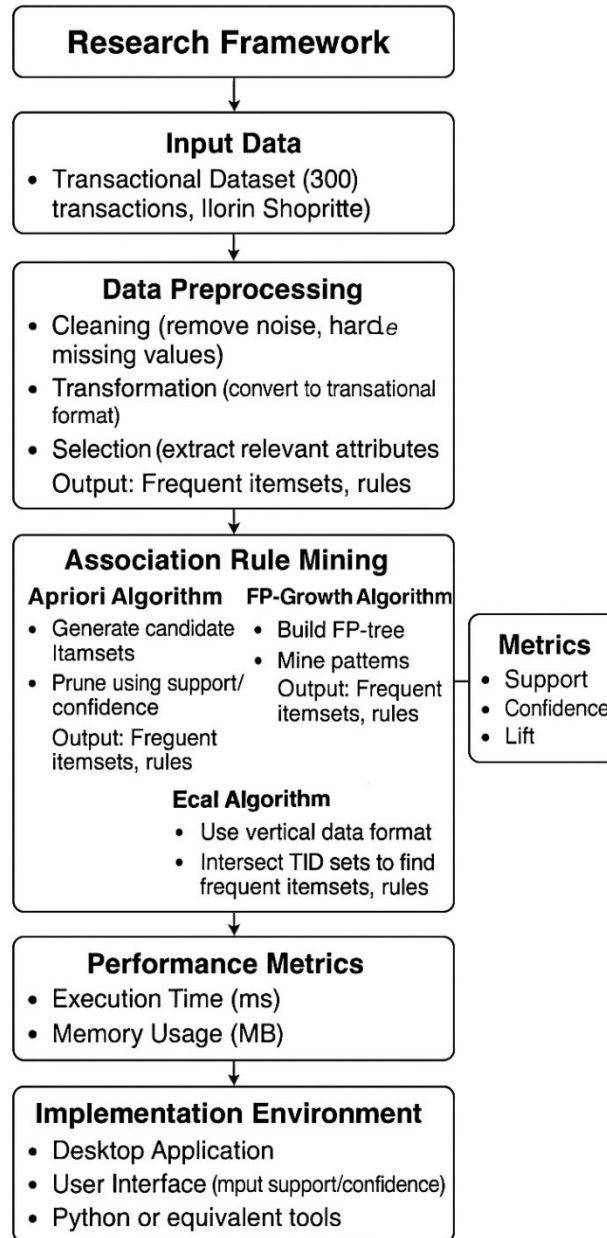 Research Framework
Input Data
• Transactional Dataset (300)
transactions, Ilorin Shopritte)
Data Preprocessing
• Cleaning (remove noise, harde
missing values)
• Transformation (convert to transational
format)
• Selection (extract relevant attributes
Output: Frequent itemsets, rules
Association Rule Mining
Apriori Algorithm
• Generate candidate
Itamsets
• Prune using support/
confidence
Output: Freguent
itemsets, rules
FP-Growth Algorithm
• Build FP-tree
• Mine pattems
Output: Frequent
itemsets, rules
Ecal Algorithm
• Use vertical data format
• Intersect TID sets to find
frequent itemsets, rules
Metrics
• Support
• Confidence
• Lift
Performance Metrics
• Execution Time (ms)
• Memory Usage (MB)
Implementation Environment
• Desktop Application
• User Interface (mput support/confidence)
• Python or equivalent tools